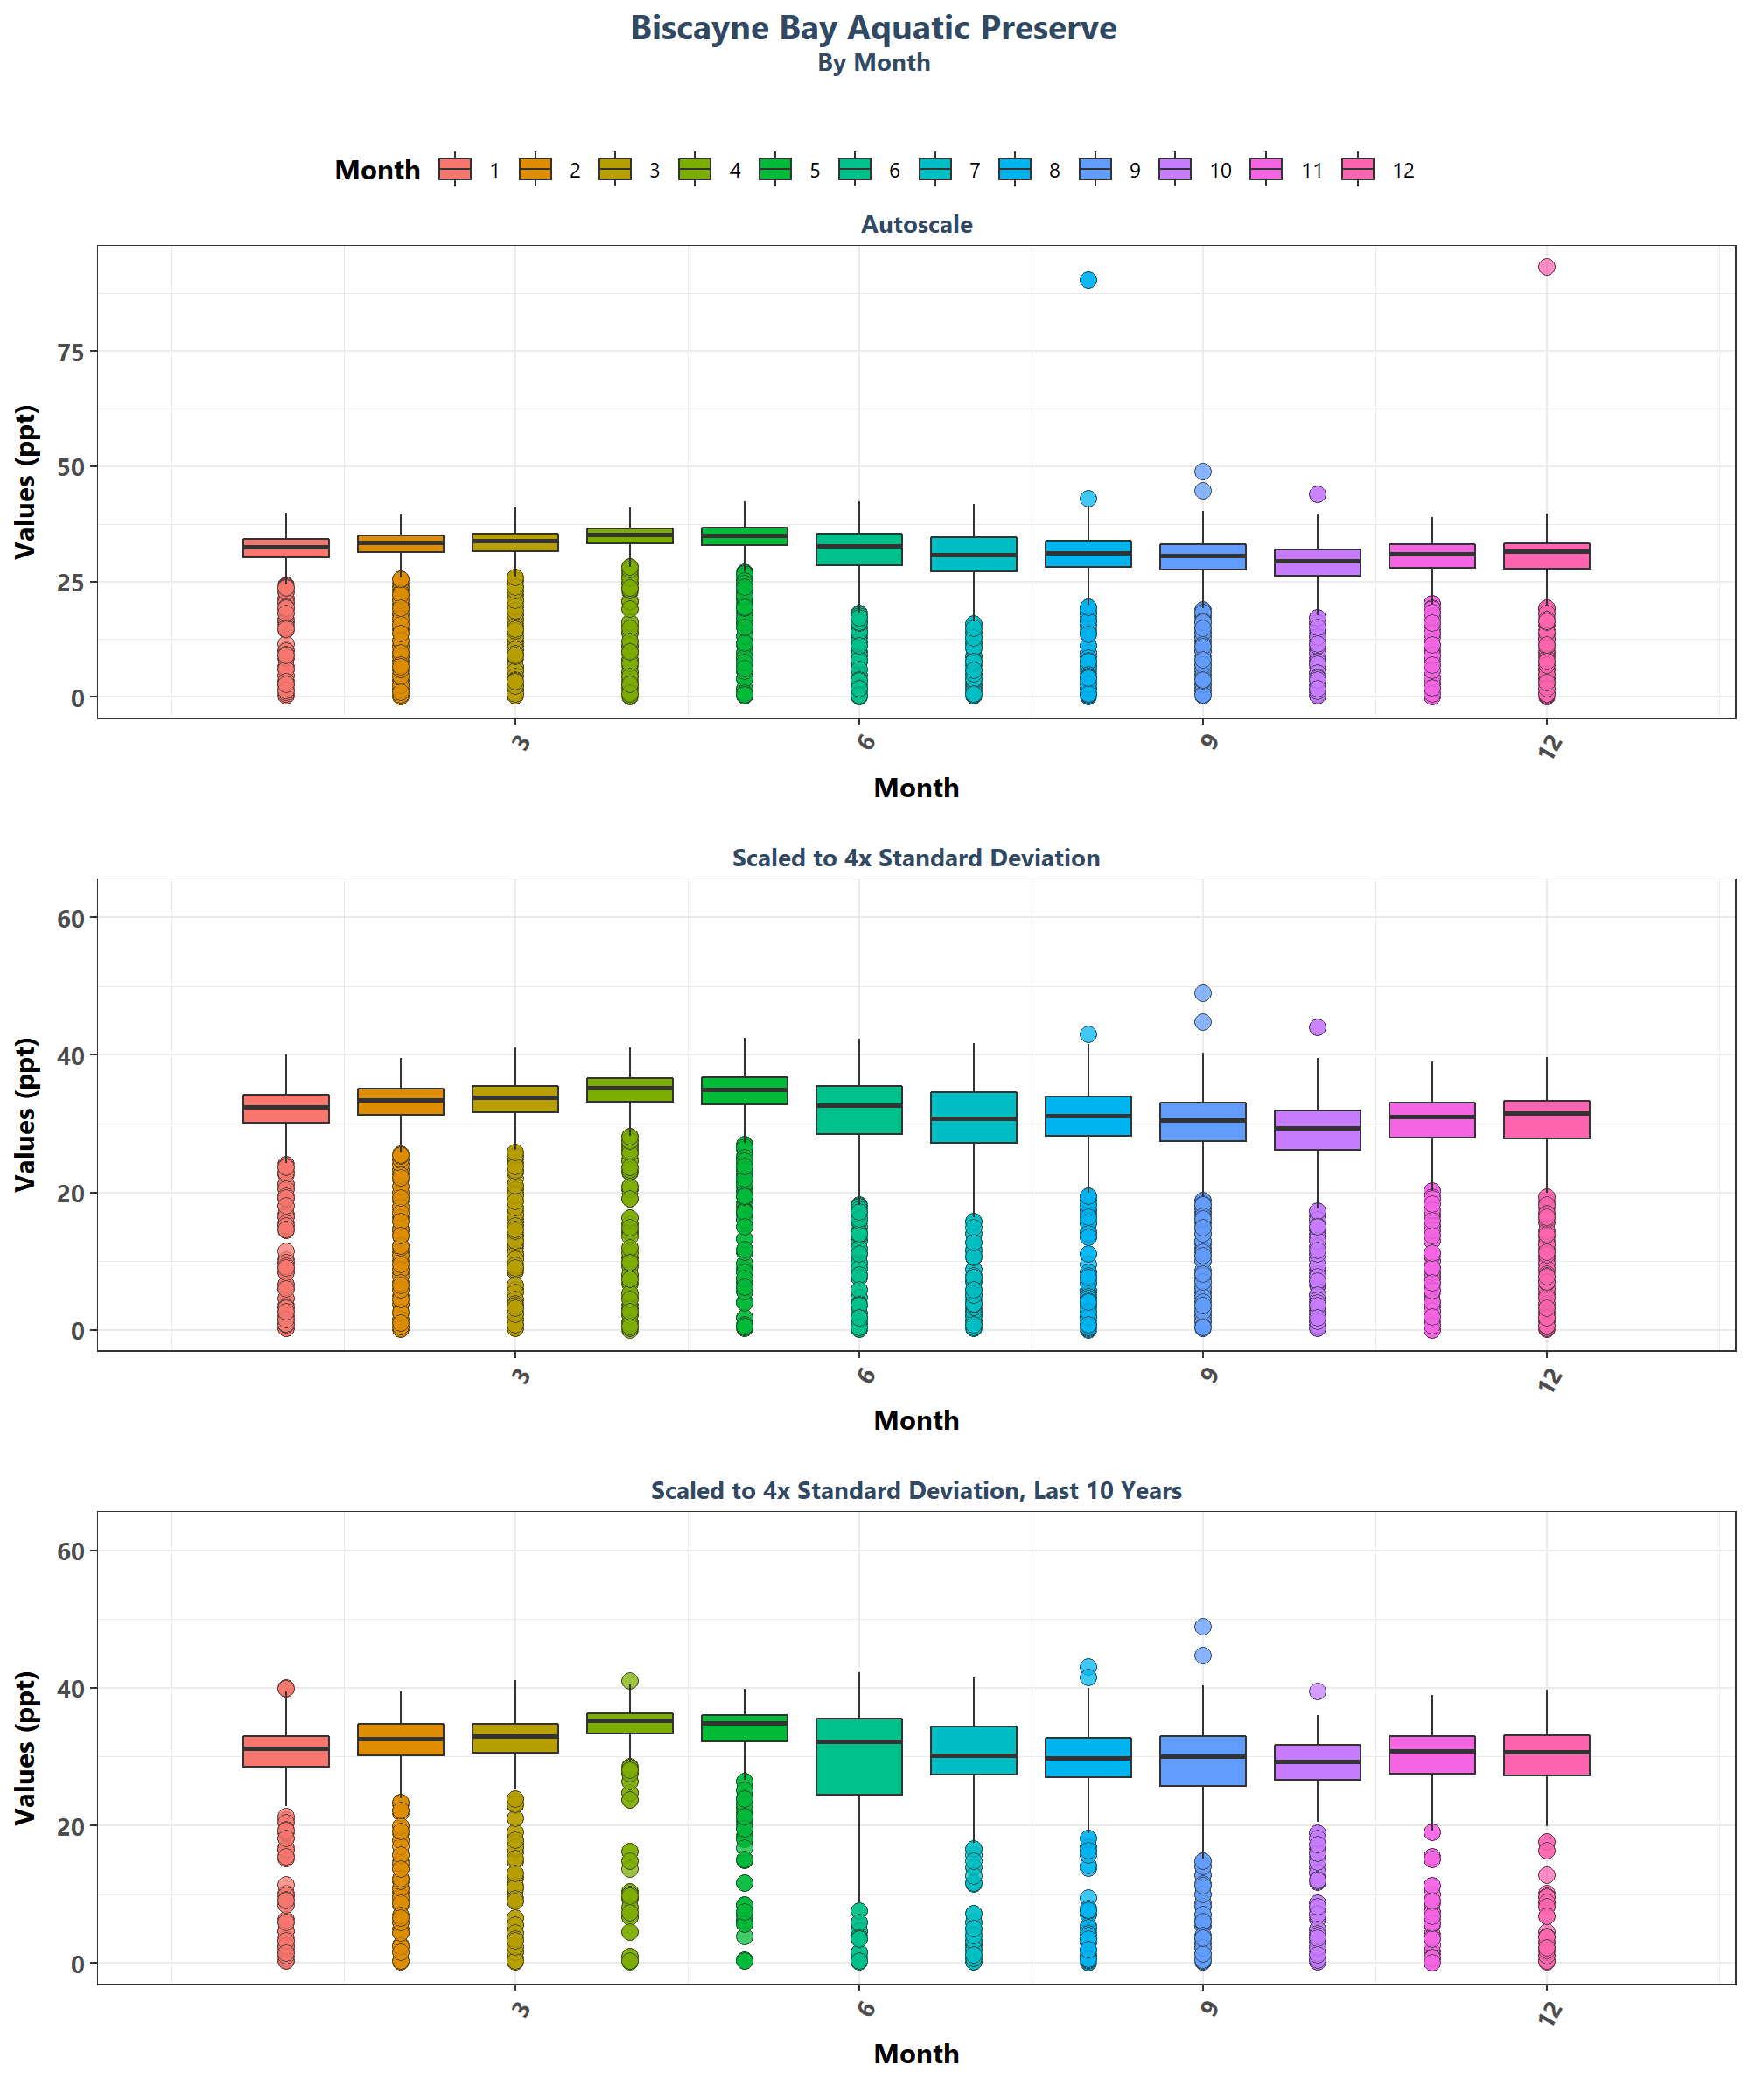 Biscayne Bay Aquatic Preserve
By Month
Month 1 2 3 4 5 6 7 8 9 10 11 12
Autoscale
Values (ppt)
75
50
25
0
3 6 9 12
Month
Scaled to 4x Standard Deviation
Values (ppt)
60
40
20
0
3 6 9 12
Month
Scaled to 4x Standard Deviation, Last 10 Years
Values (ppt)
60
40
20
0
3 6 9 12
Month